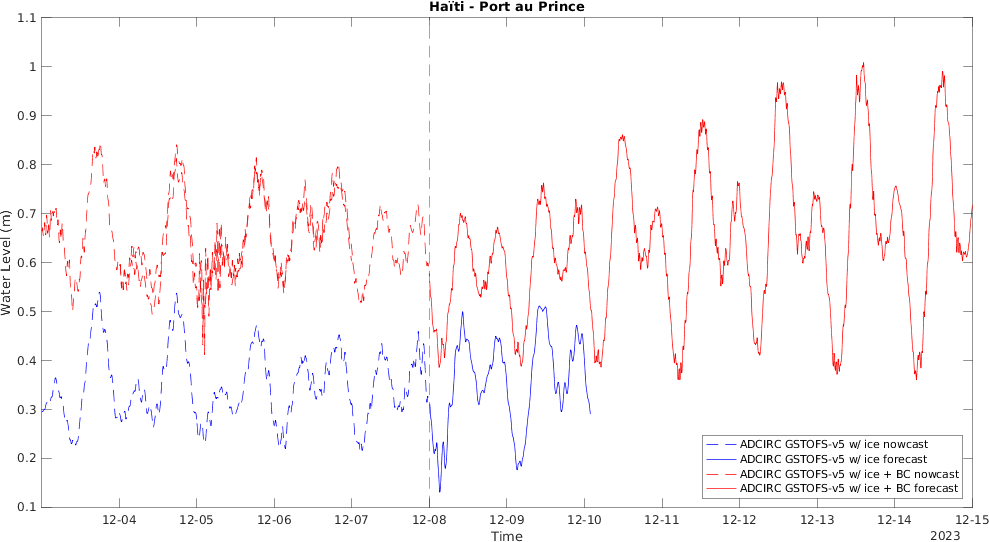 Haïti - Port au Prince
1.1
1
0.9
0.8
0.7
0.6
0.5
0.4
0.3
0.2
0.1
Water Level (m)
ADCIRC GSTOFS-v5 w/ ice nowcast
ADCIRC GSTOFS-v5 w/ ice forecast
ADCIRC GSTOFS-v5 w/ ice + BC nowcast
ADCIRC GSTOFS-v5 w/ ice + BC forecast
12-04 12-05 12-06 12-07 12-08 12-09 12-10 12-11 12-12 12-13 12-14 12-15
Time
2023